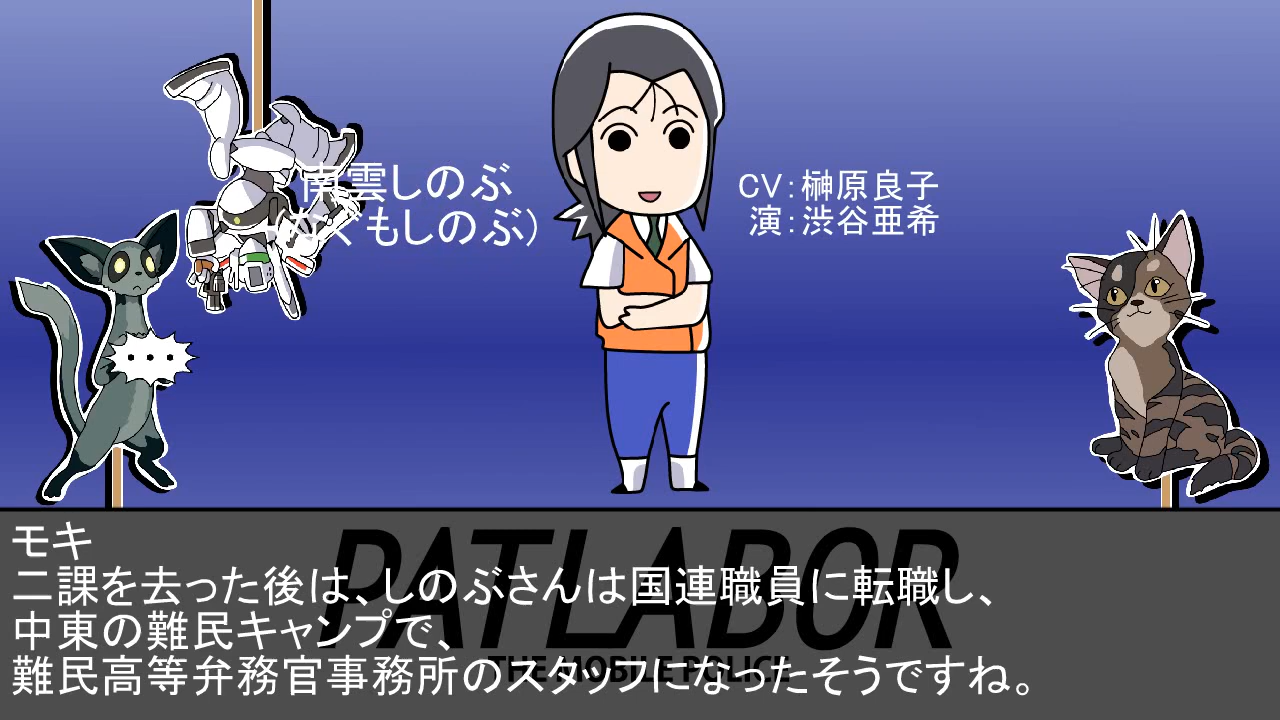 南雲しのぶ
(なぐもしのぶ)
CV：榊原良子
演：渋谷亜希
...
モキ
二課を去った後は、しのぶさんは国連職員に転職し、
中東の難民キャンプで、
難民高等弁務官事務所のスタッフになったそうですね。
PATLABOR
THE MOBILE POLICE